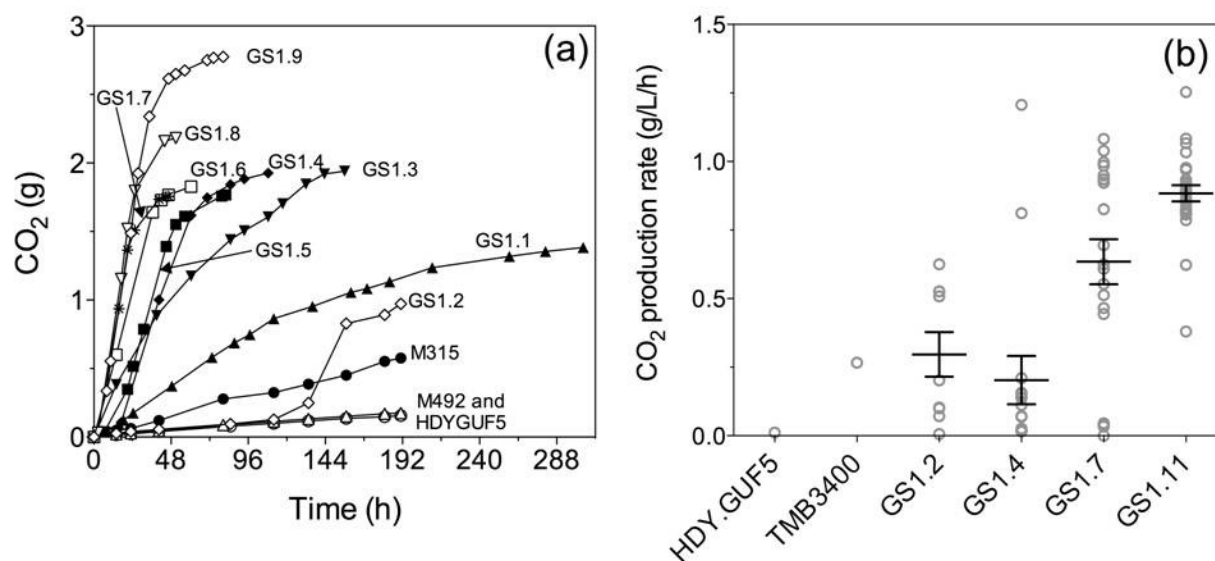 (a)
CO2 (g)
3
2
1
0
GS1.9
GS1.7
GS1.8
GS1.6
GS1.4
GS1.3
GS1.5
GS1.1
GS1.2
M315
M492 and
HDYGUF5
0 48 96 144 192 240 288
Time (h)
(b)
CO2 production rate (g/L/h)
1.5
1.0
0.5
0.0
HDY.GUF5
TMB3400
GS1.2
GS1.4
GS1.7
GS1.11